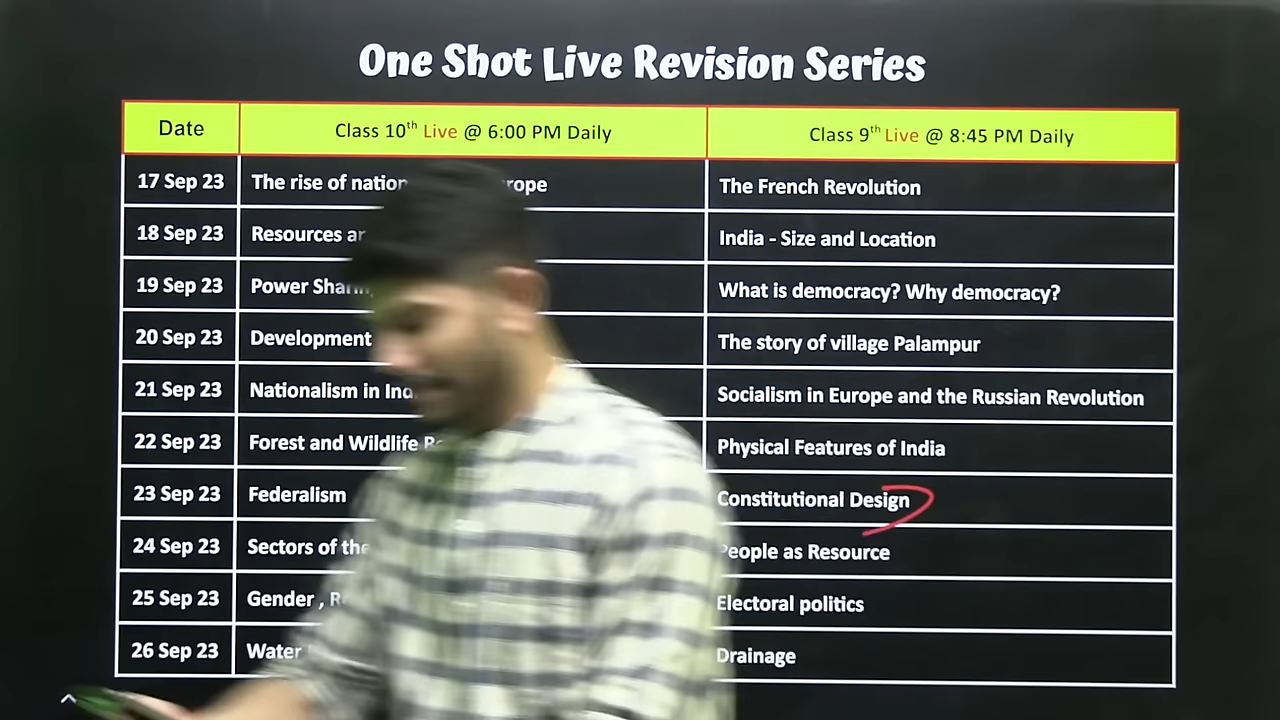 One Shot Live Revision Series
Date Class 10th Live @ 6:00 PM Daily Class 9th Live @ 8:45 PM Daily
17 Sep 23 The rise of The French Revolution
18 Sep 23 Resources India - Size and Location
19 Sep 23 Power What is democracy? Why democracy?
20 Sep 23 Development The story of village Palampur
21 Sep 23 Nationalism in Socialism in Europe and the Russian Revolution
22 Sep 23 Forest and Wildlife Physical Features of India
23 Sep 23 Federalism Constitutional Design
24 Sep 23 Sectors of the People as Resource
25 Sep 23 Gender , Electoral politics
26 Sep 23 Water Drainage